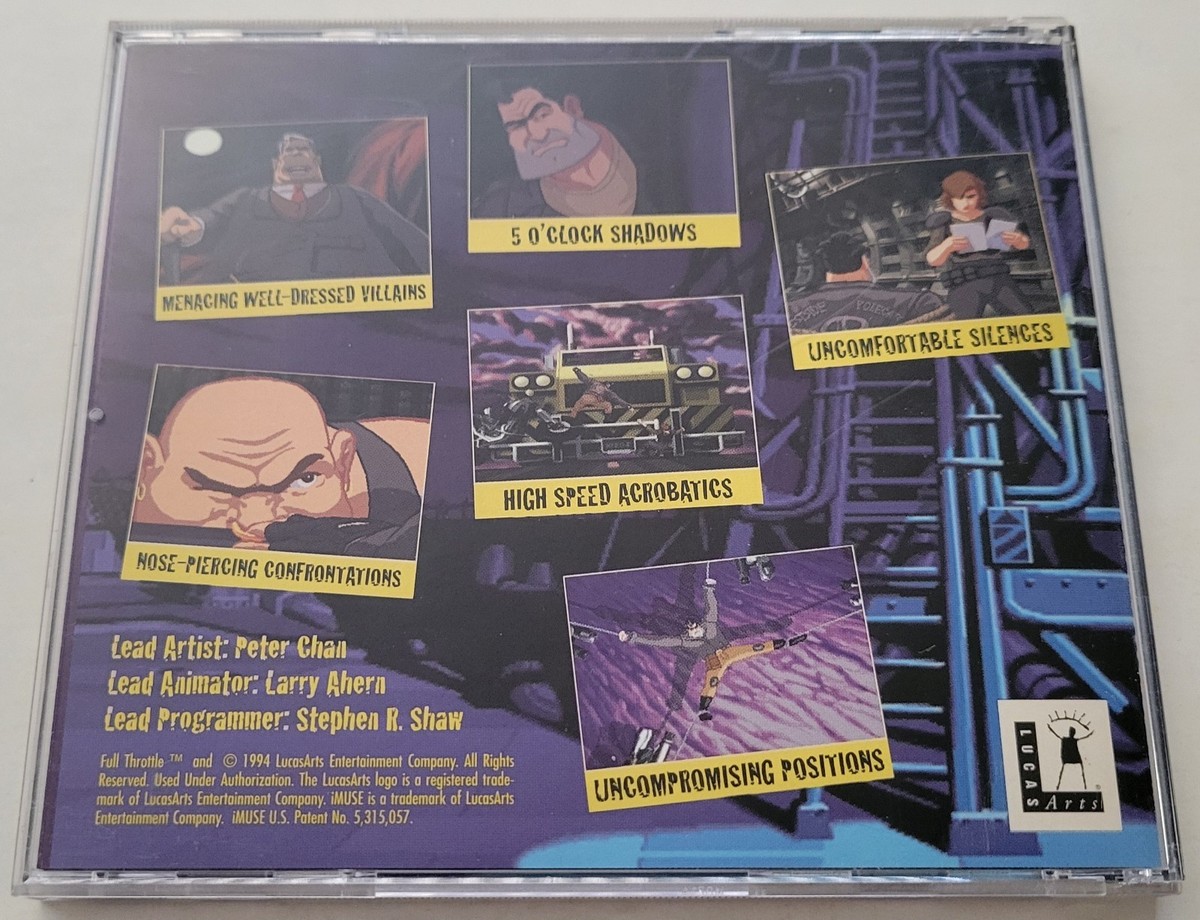 5 O'CLOCK SHADOWS
MENACING WELL-DRESSED VILLAINS
UNCOMFORTABLE SILENCES
HIGH SPEED ACROBATICS
NOSE-PIERCING CONFRONTATIONS
UNCOMPROMISING POSITIONS
Lead Artist: Peter Chan
Lead Animator: Larry Ahern
Lead Programmer: Stephen R. Shaw
Full Throttle ™ and © 1994 LucasArts Entertainment Company. All Rights
Reserved. Used Under Authorization. The LucasArts logo is a registered trade-
mark of LucasArts Entertainment Company. iMUSE is a trademark of LucasArts
Entertainment Company. iMUSE U.S. Patent No. 5,315,057.
LUCAS
Arts
®